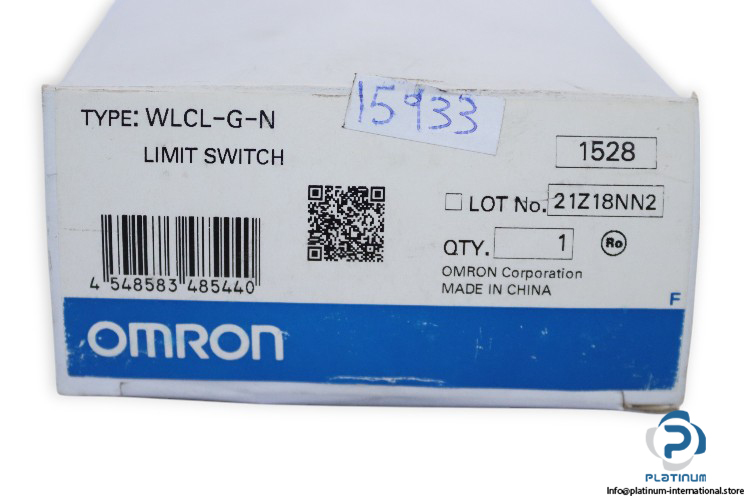 15933
TYPE: WLCL-G-N
LIMIT SWITCH
1528
LOT No. 21Z18NN2
QTY. 1 Ro
OMRON Corporation
MADE IN CHINA
4 548583 485440
F
OMRON
PLATINUM
Info@platinum-international.store